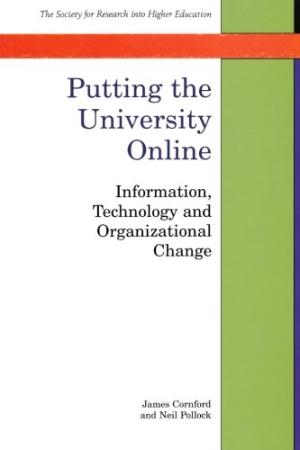 The Society for Research into Higher Education
Putting the
University
Online
Information,
Technology and
Organizational
Change
James Cornford
and Neil Pollock